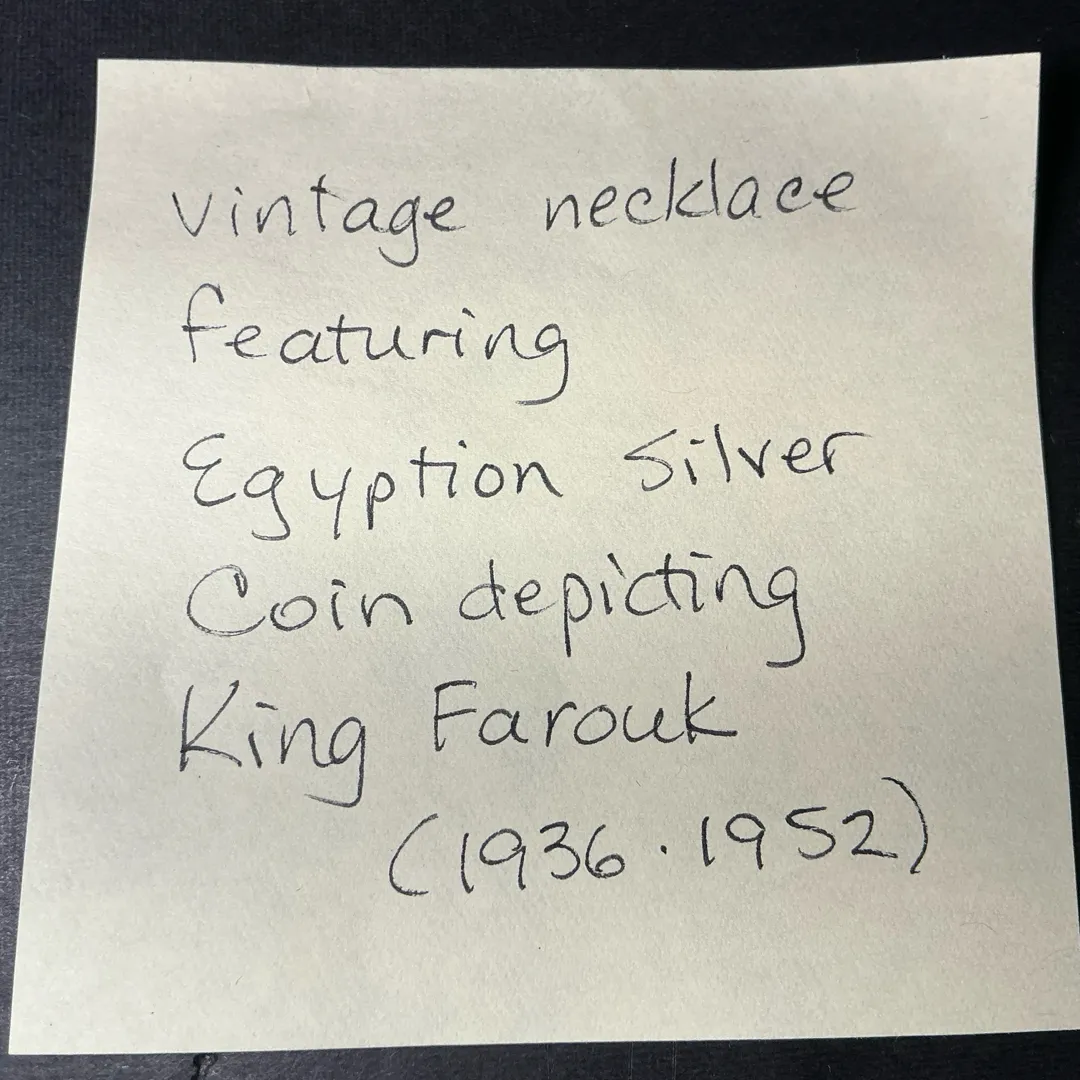 vintage necklace
featuring
Egyption silver
Coin depicting
King Farouk
(1936 · 1952)